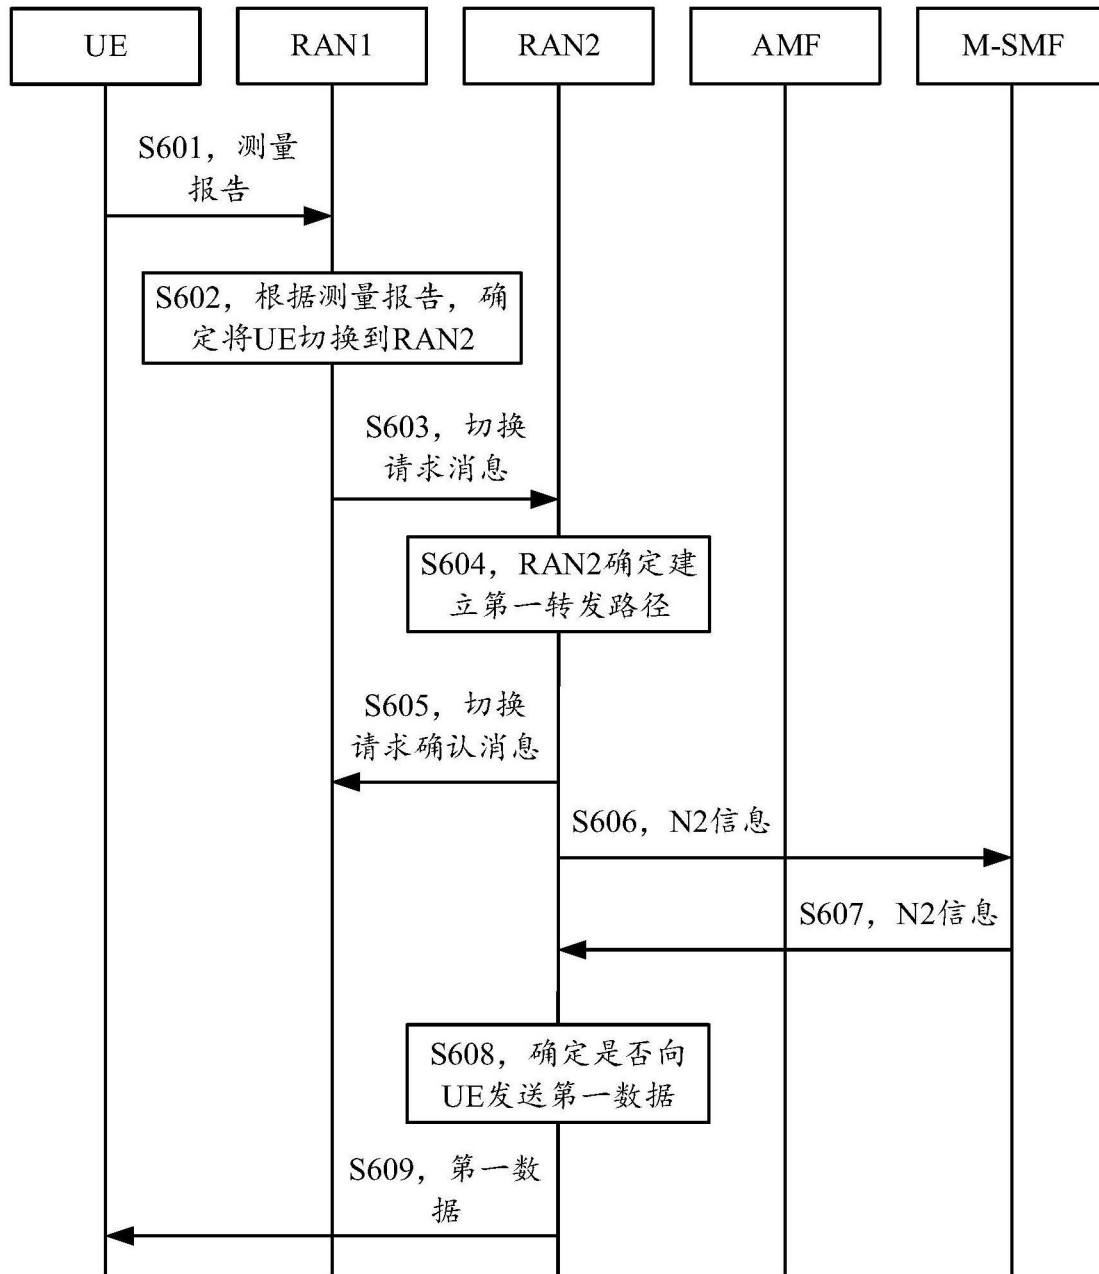 UE
RAN1
RAN2
AMF
M-SMF
S601，测量
报告
S602，根据测量报告，确
定将UE切换到RAN2
S603，切换
请求消息
S604，RAN2确定建
立第一转发路径
S605，切换
请求确认消息
S606，N2信息
S607，N2信息
S608，确定是否向
UE发送第一数据
S609，第一数
据